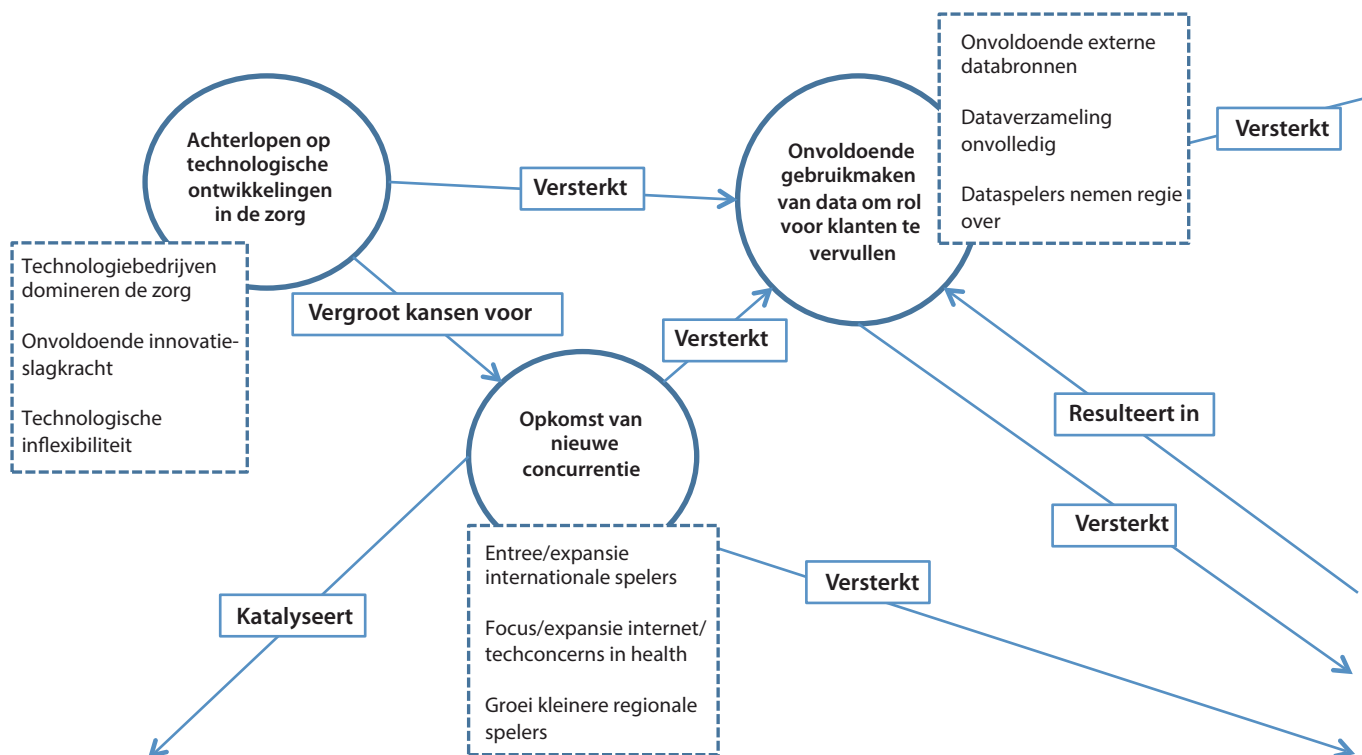 Achterlopen op
technologische
ontwikkelingen
in de zorg
Technologiebedrijven
domineren de zorg
Onvoldoende innovatie-
slagkracht
Technologische
inflexibiliteit
Versterkt
Vergroot kansen voor
Onvoldoende
gebruikmaken
van data om rol
voor klanten te
vervullen
Onvoldoende externe
databronnen
Dataverzameling
onvolledig
Dataspelers nemen regie
over
Versterkt
Versterkt
Opkomst van
nieuwe
concurrentie
Entree/expansie
internationale spelers
Focus/expansie internet/
techconcerns in health
Groei kleinere regionale
spelers
Katalyseert
Versterkt
Resulteert in
Versterkt